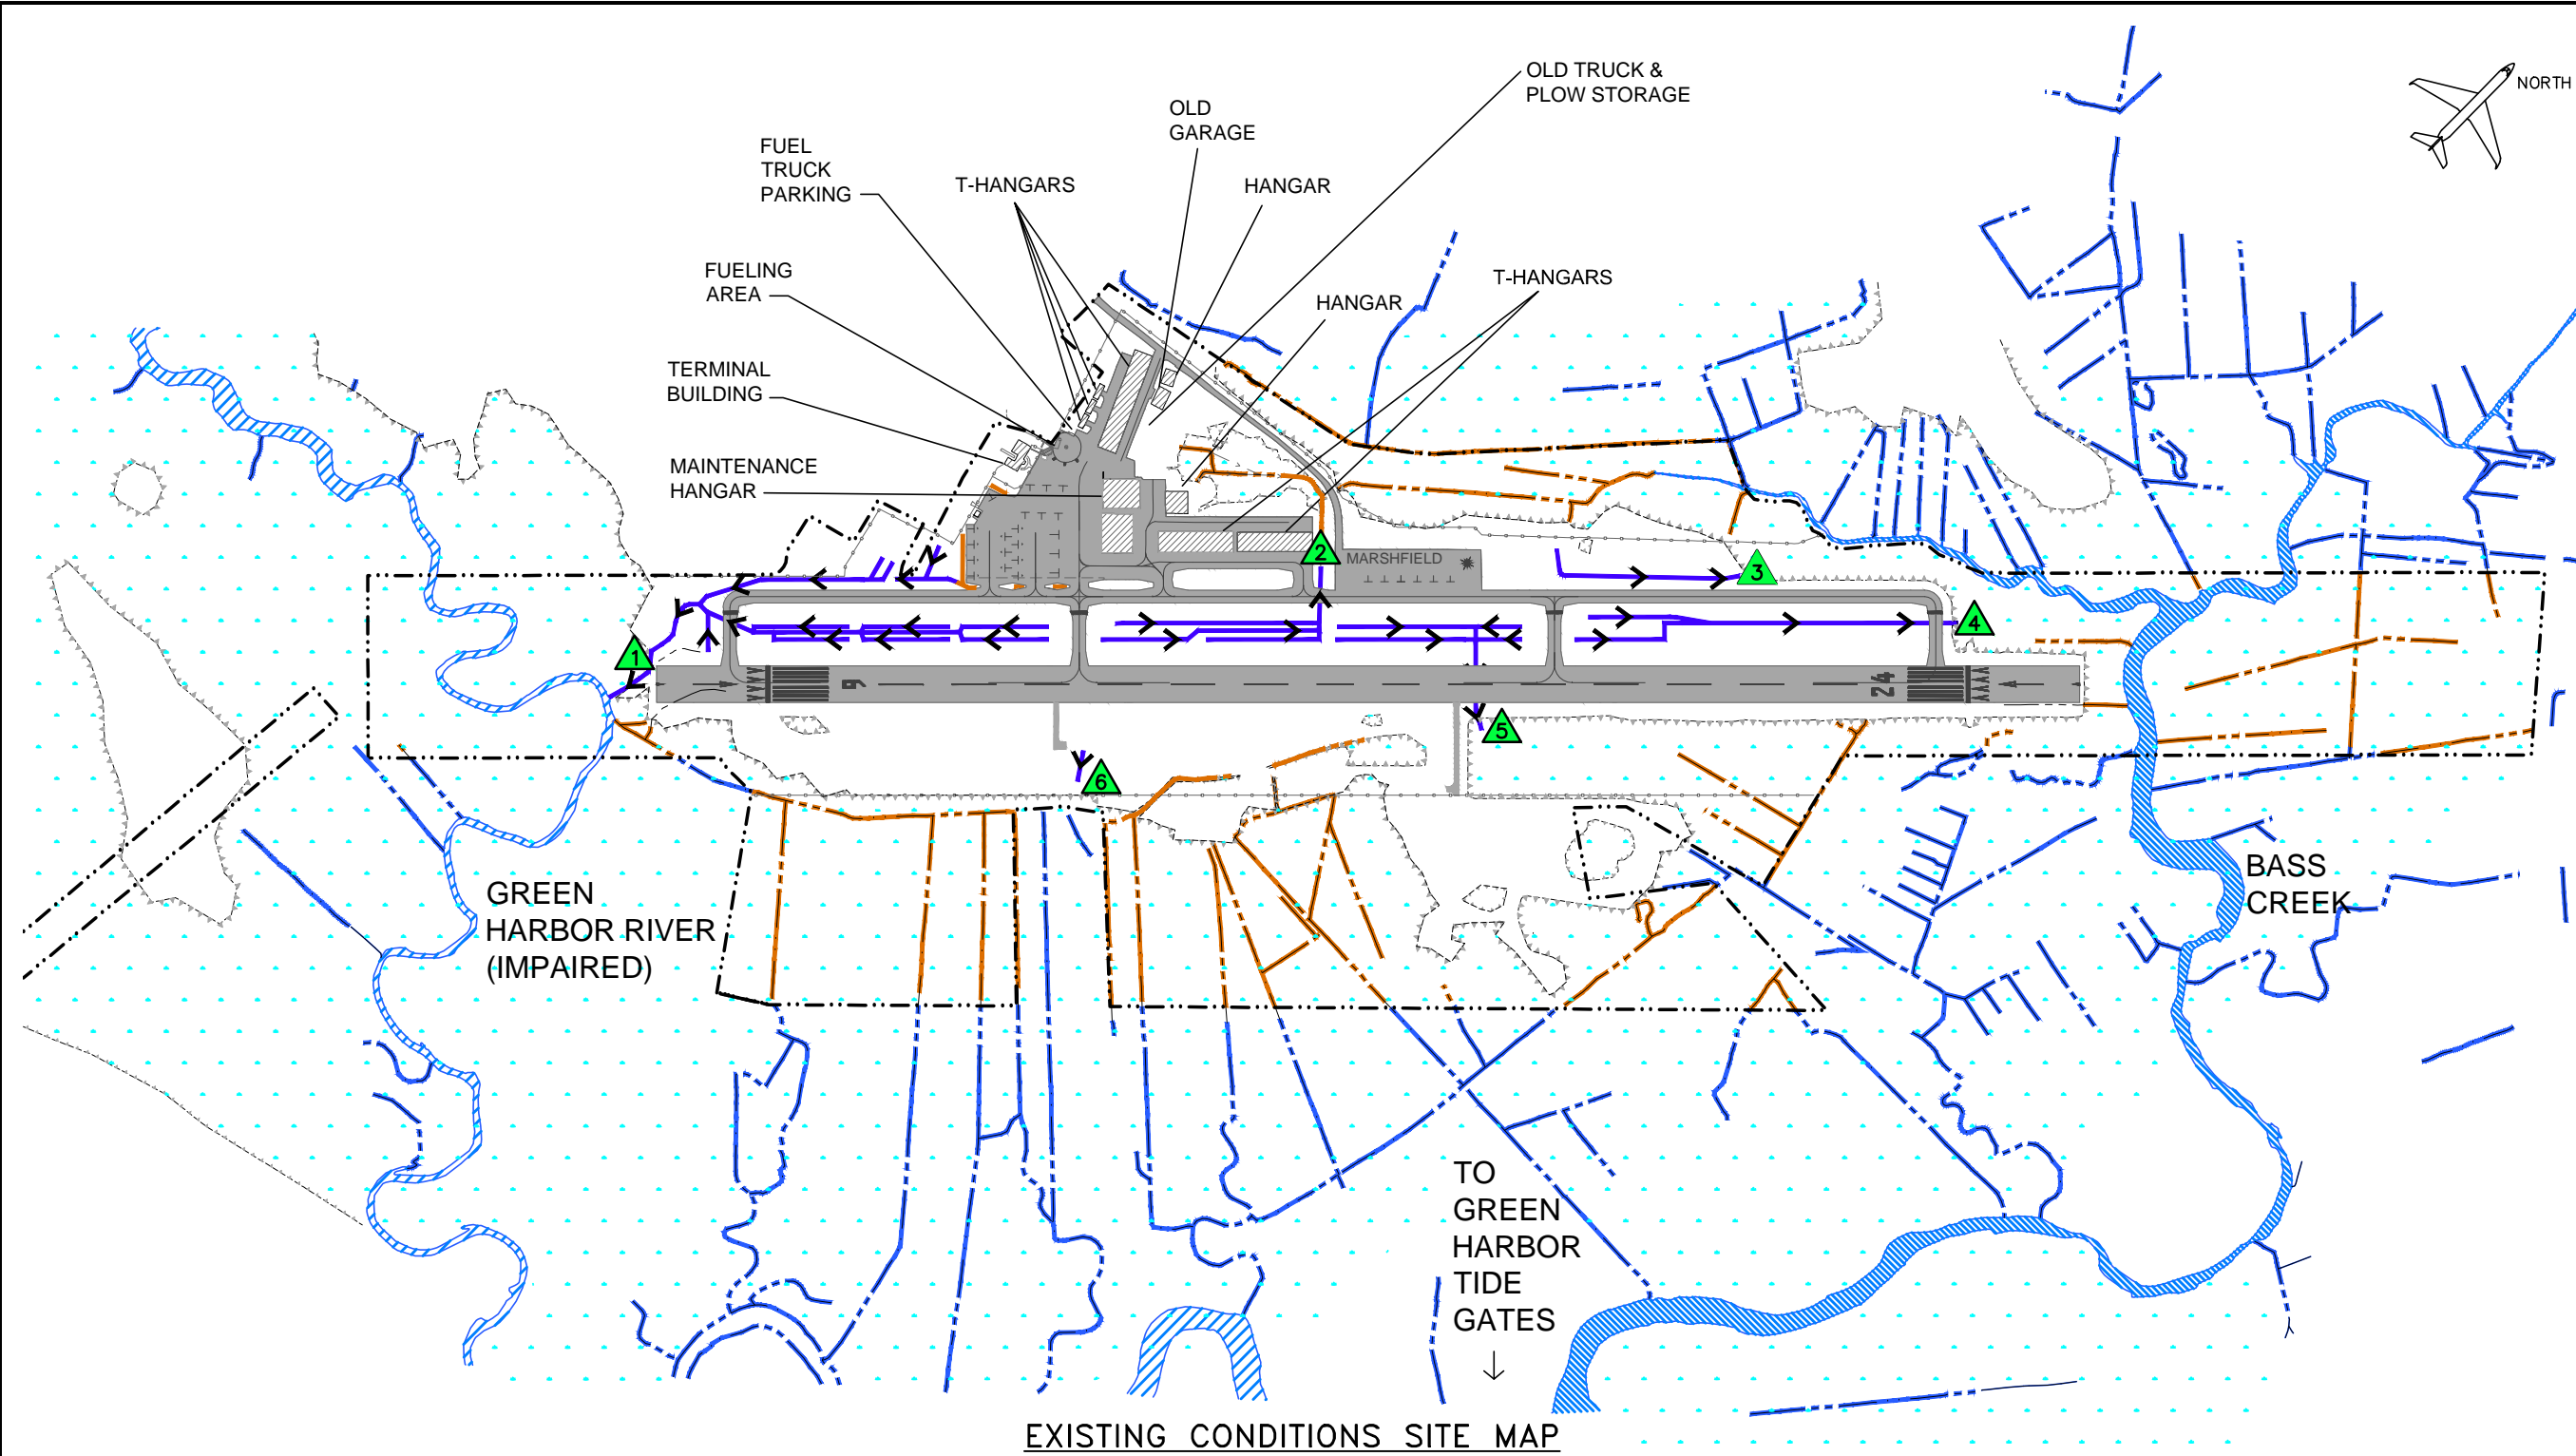 NORTH
OLD TRUCK &
PLOW STORAGE
OLD
GARAGE
FUEL
TRUCK
PARKING
T-HANGARS
HANGAR
FUELING
AREA
T-HANGARS
HANGAR
TERMINAL
BUILDING
MAINTENANCE
HANGAR
2
MARSHFIELD
3
4
1
6
24
5
6
GREEN
HARBOR RIVER
(IMPAIRED)
BASS
CREEK
TO
GREEN
HARBOR
TIDE
GATES
EXISTING CONDITIONS SITE MAP